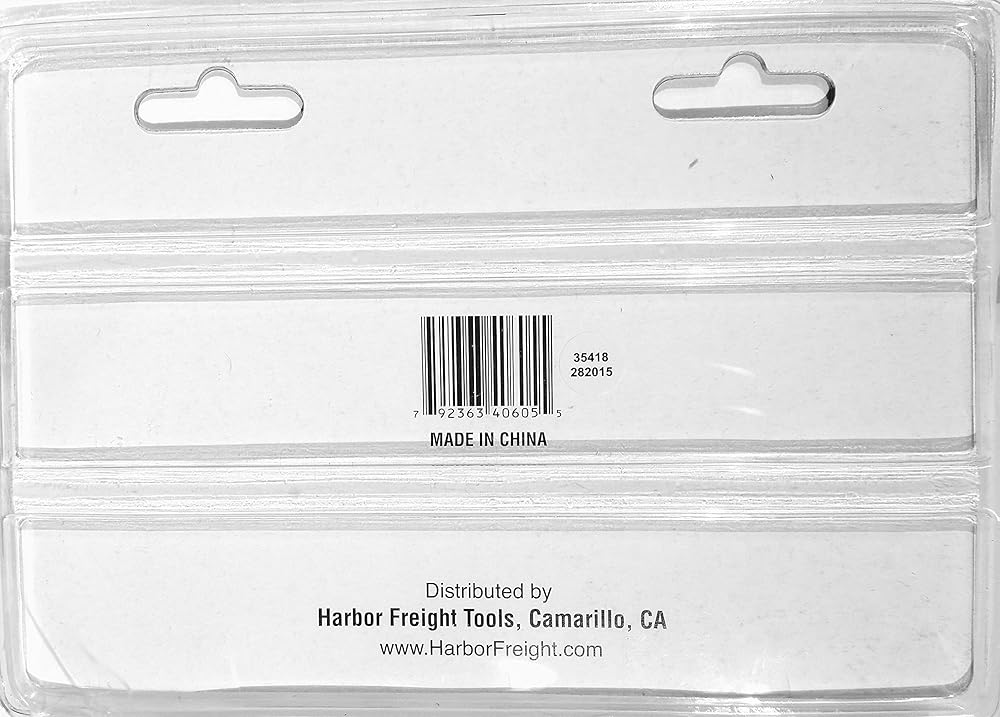 35418
282015
7 92363 40605 5
MADE IN CHINA
Distributed by
Harbor Freight Tools, Camarillo, CA
www.HarborFreight.com